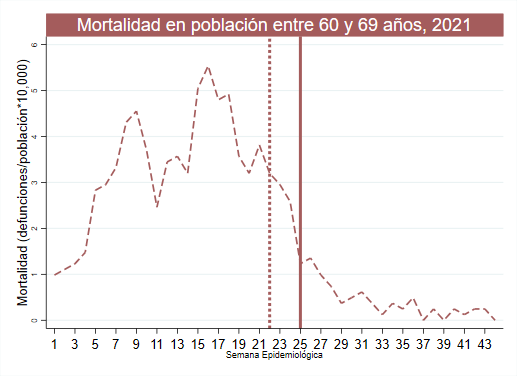 Mortalidad en población entre 60 y 69 años, 2021
Mortalidad (defunciones/población*10,000)
6
5
4
3
2
1
0
1 3 5 7 9 11 13 15 17 19 21 23 25 27 29 31 33 35 37 39 41 43
Semana Epidemiológica